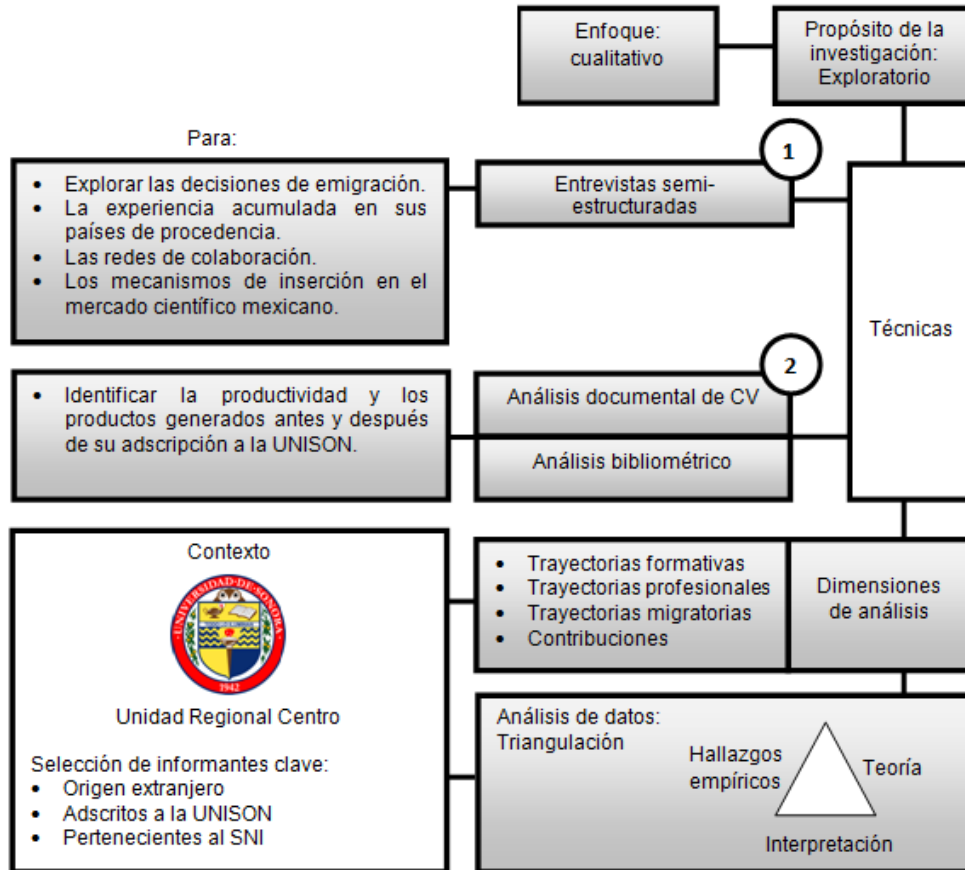 Enfoque:
cualitativo
Propósito de la
investigación:
Exploratorio
Para:
• Explorar las decisiones de emigración.
• La experiencia acumulada en sus
países de procedencia.
• Las redes de colaboración.
• Los mecanismos de inserción en el
mercado científico mexicano.
1
Entrevistas semi-
estructuradas
Técnicas
• Identificar la productividad y los
productos generados antes y después
de su adscripción a la UNISON.
2
Análisis documental de CV
Análisis bibliométrico
Contexto
UNIVERSIDAD DE SONORA
1942
Unidad Regional Centro
Selección de informantes clave:
• Origen extranjero
• Adscritos a la UNISON
• Pertenecientes al SNI
• Trayectorias formativas
• Trayectorias profesionales
• Trayectorias migratorias
• Contribuciones
Dimensiones
de análisis
Análisis de datos:
Triangulación
Hallazgos
empíricos
Teoría
Interpretación